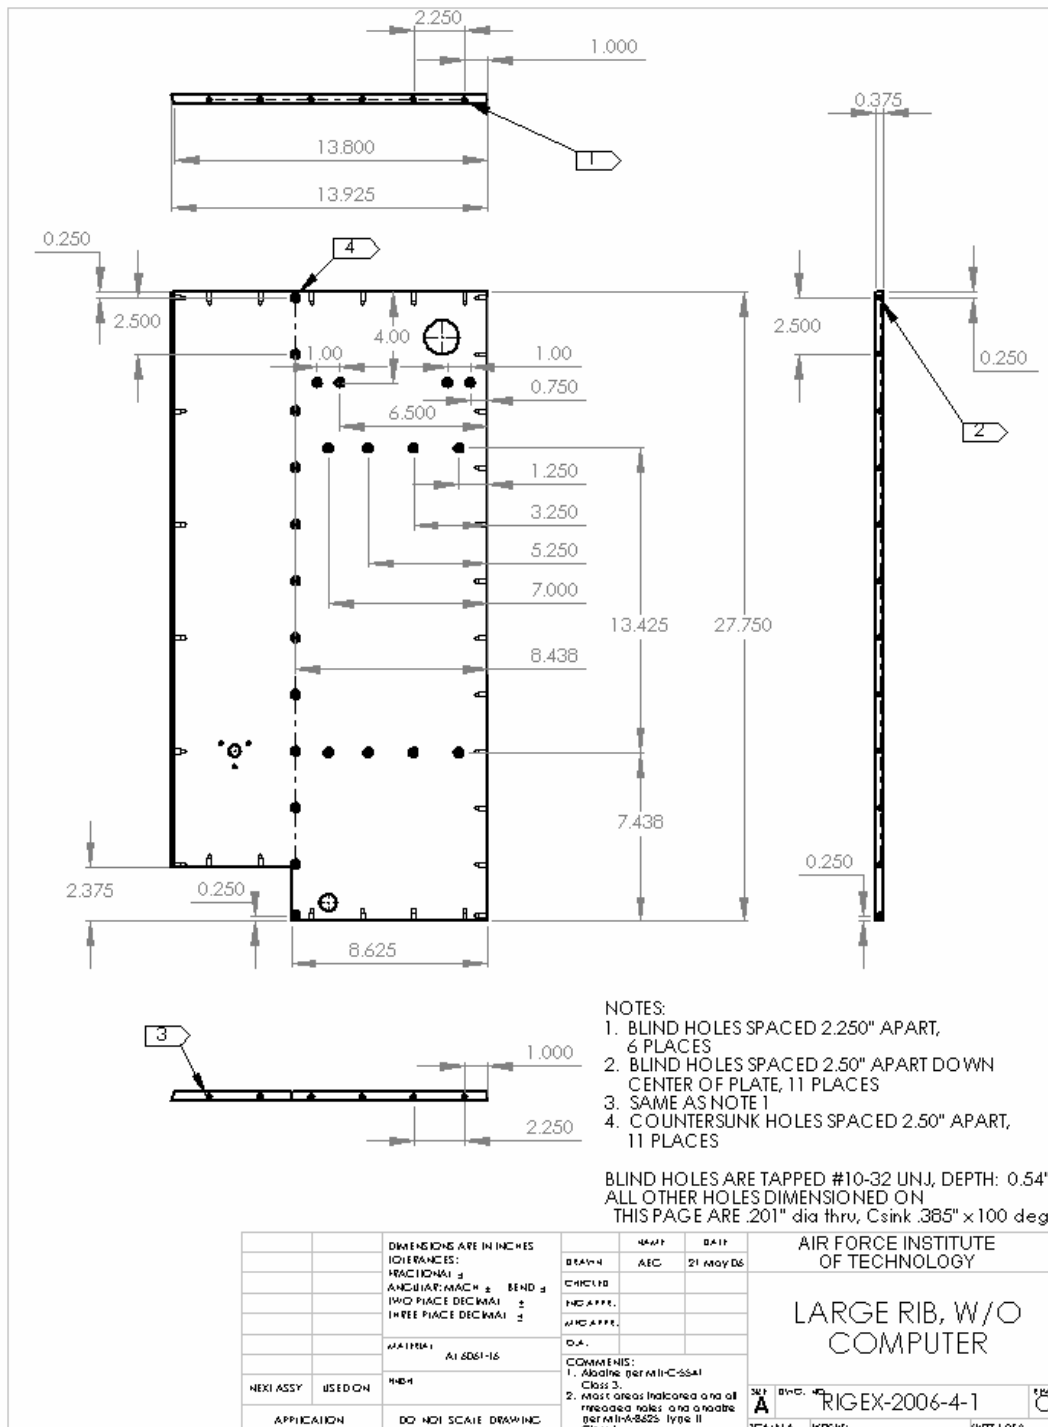 2.250
1.000
0.375
1
13.800
13.925
0.250
4
2.500
4.00
1.00
1.00
0.750
6.500
2.500
0.250
2
1.250
3.250
5.250
7.000
13.425
27.750
8.438
7.438
2.375
0.250
0.250
8.625
3
1.000
2.250
NOTES:
1. BLIND HOLES SPACED 2.250" APART,
6 PLACES
2. BLIND HOLES SPACED 2.50" APART DOWN
CENTER OF PLATE, 11 PLACES
3. SAME AS NOTE 1
4. COUNTERSUNK HOLES SPACED 2.50" APART,
11 PLACES
BLIND HOLES ARE TAPPED #10-32 UNJ, DEPTH: 0.54"
ALL OTHER HOLES DIMENSIONED ON
THIS PAGE ARE .201" dia thru, Csink .385" x 100 deg
DIMENSIONS ARE IN INCHES
TOLERANCES:
FRACTIONAL ±
ANGULAR: MACH ± BEND ±
TWO PLACE DECIMAL ±
THREE PLACE DECIMAL ±
MATERIAL
NAME DATE
DRAWN AEC 21 May 06
CHECKED
ENG APPR.
MFG APPR.
Q.A.
COMMENTS:
Class 3.
AIR FORCE INSTITUTE
OF TECHNOLOGY
LARGE RIB, W/O
COMPUTER
NEXT ASSY USED ON
APPLICATION
DO NOT SCALE DRAWING
A
RIGEX-2006-4-1